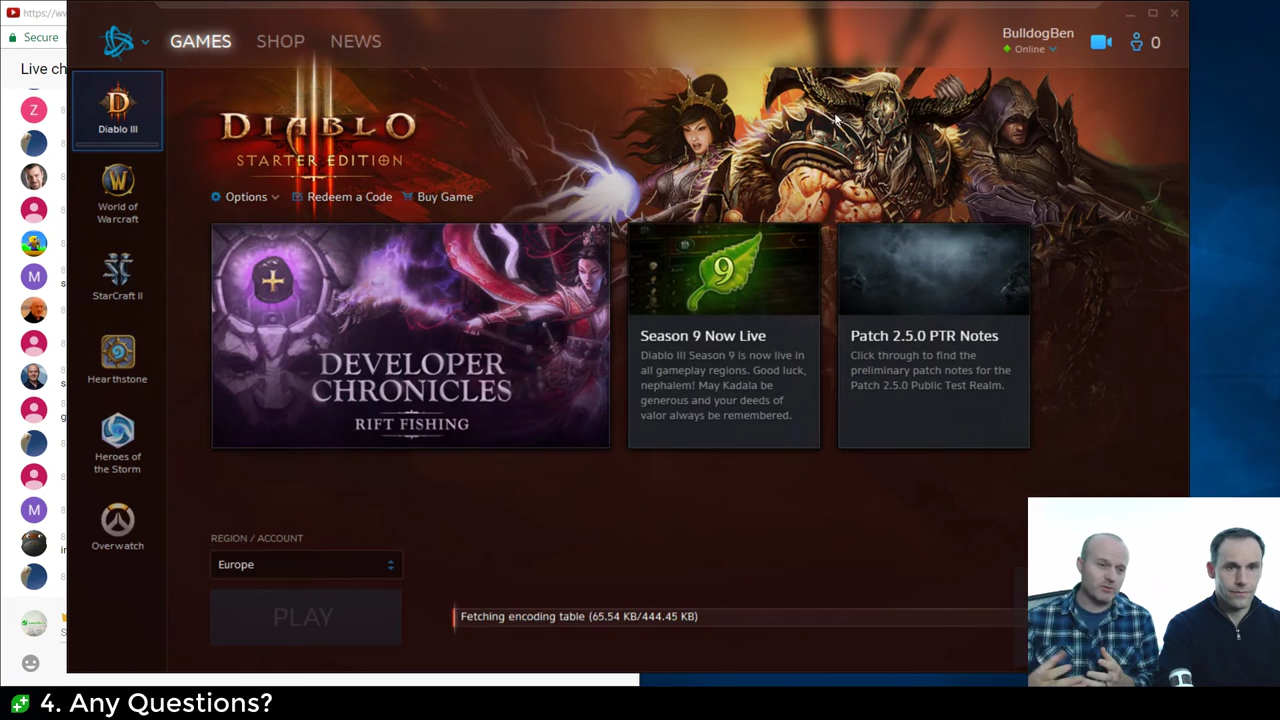 https://ww
Secure
Live ch
GAMES
SHOP
NEWS
BulldogBen
Online
0
Diablo III
World of
Warcraft
StarCraft II
Hearthstone
Heroes of
the Storm
Overwatch
DIABLO
III
STARTER EDITION
Options
Redeem a Code
Buy Game
DEVELOPER
CHRONICLES
RIFT FISHING
9
Season 9 Now Live
Diablo III Season 9 is now live in
all gameplay regions. Good luck,
nephalem! May Kadala be
generous and your deeds of
valor always be remembered.
Patch 2.5.0 PTR Notes
Click through to find the
preliminary patch notes for the
Patch 2.5.0 Public Test Realm.
REGION / ACCOUNT
Europe
PLAY
Fetching encoding table (65.54 KB/444.45 KB)
Z
M
M
4. Any Questions?